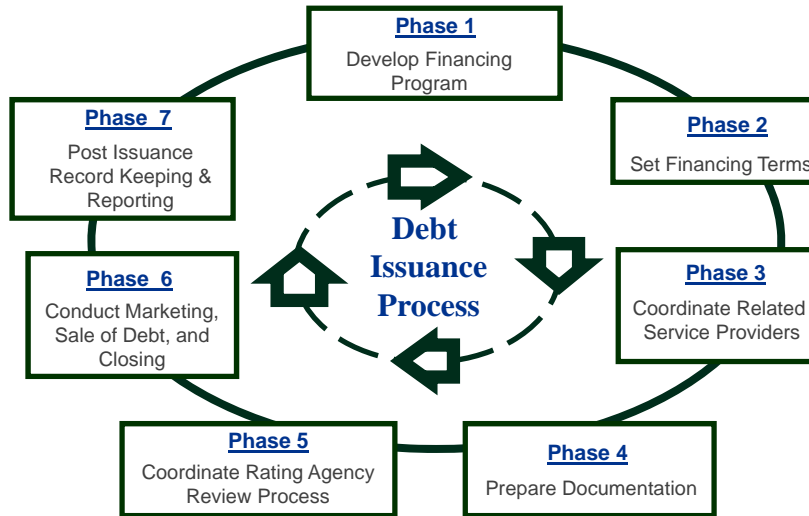 Phase 1
Develop Financing
Program
Phase 2
Set Financing Terms
Phase 3
Coordinate Related
Service Providers
Phase 4
Prepare Documentation
Phase 5
Coordinate Rating Agency
Review Process
Phase 6
Conduct Marketing,
Sale of Debt, and
Closing
Phase 7
Post Issuance
Record Keeping &
Reporting
Debt
Issuance
Process